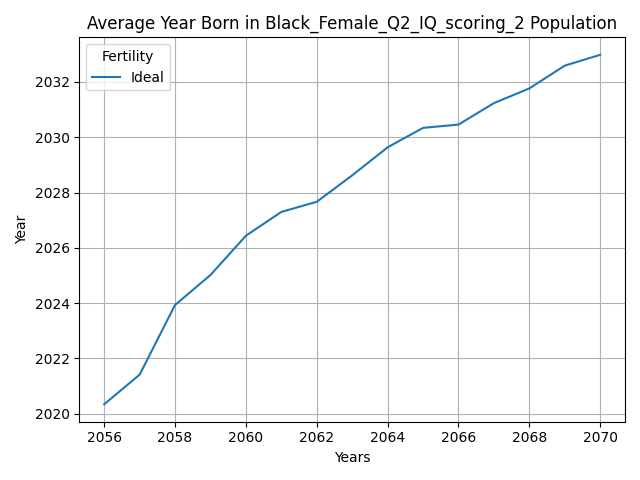 Average Year Born in Black_Female_Q2_IQ_scoring_2 Population
Fertility
Ideal
2032
2030
2028
2026
2024
2022
2020
Year
2056 2058 2060 2062 2064 2066 2068 2070
Years